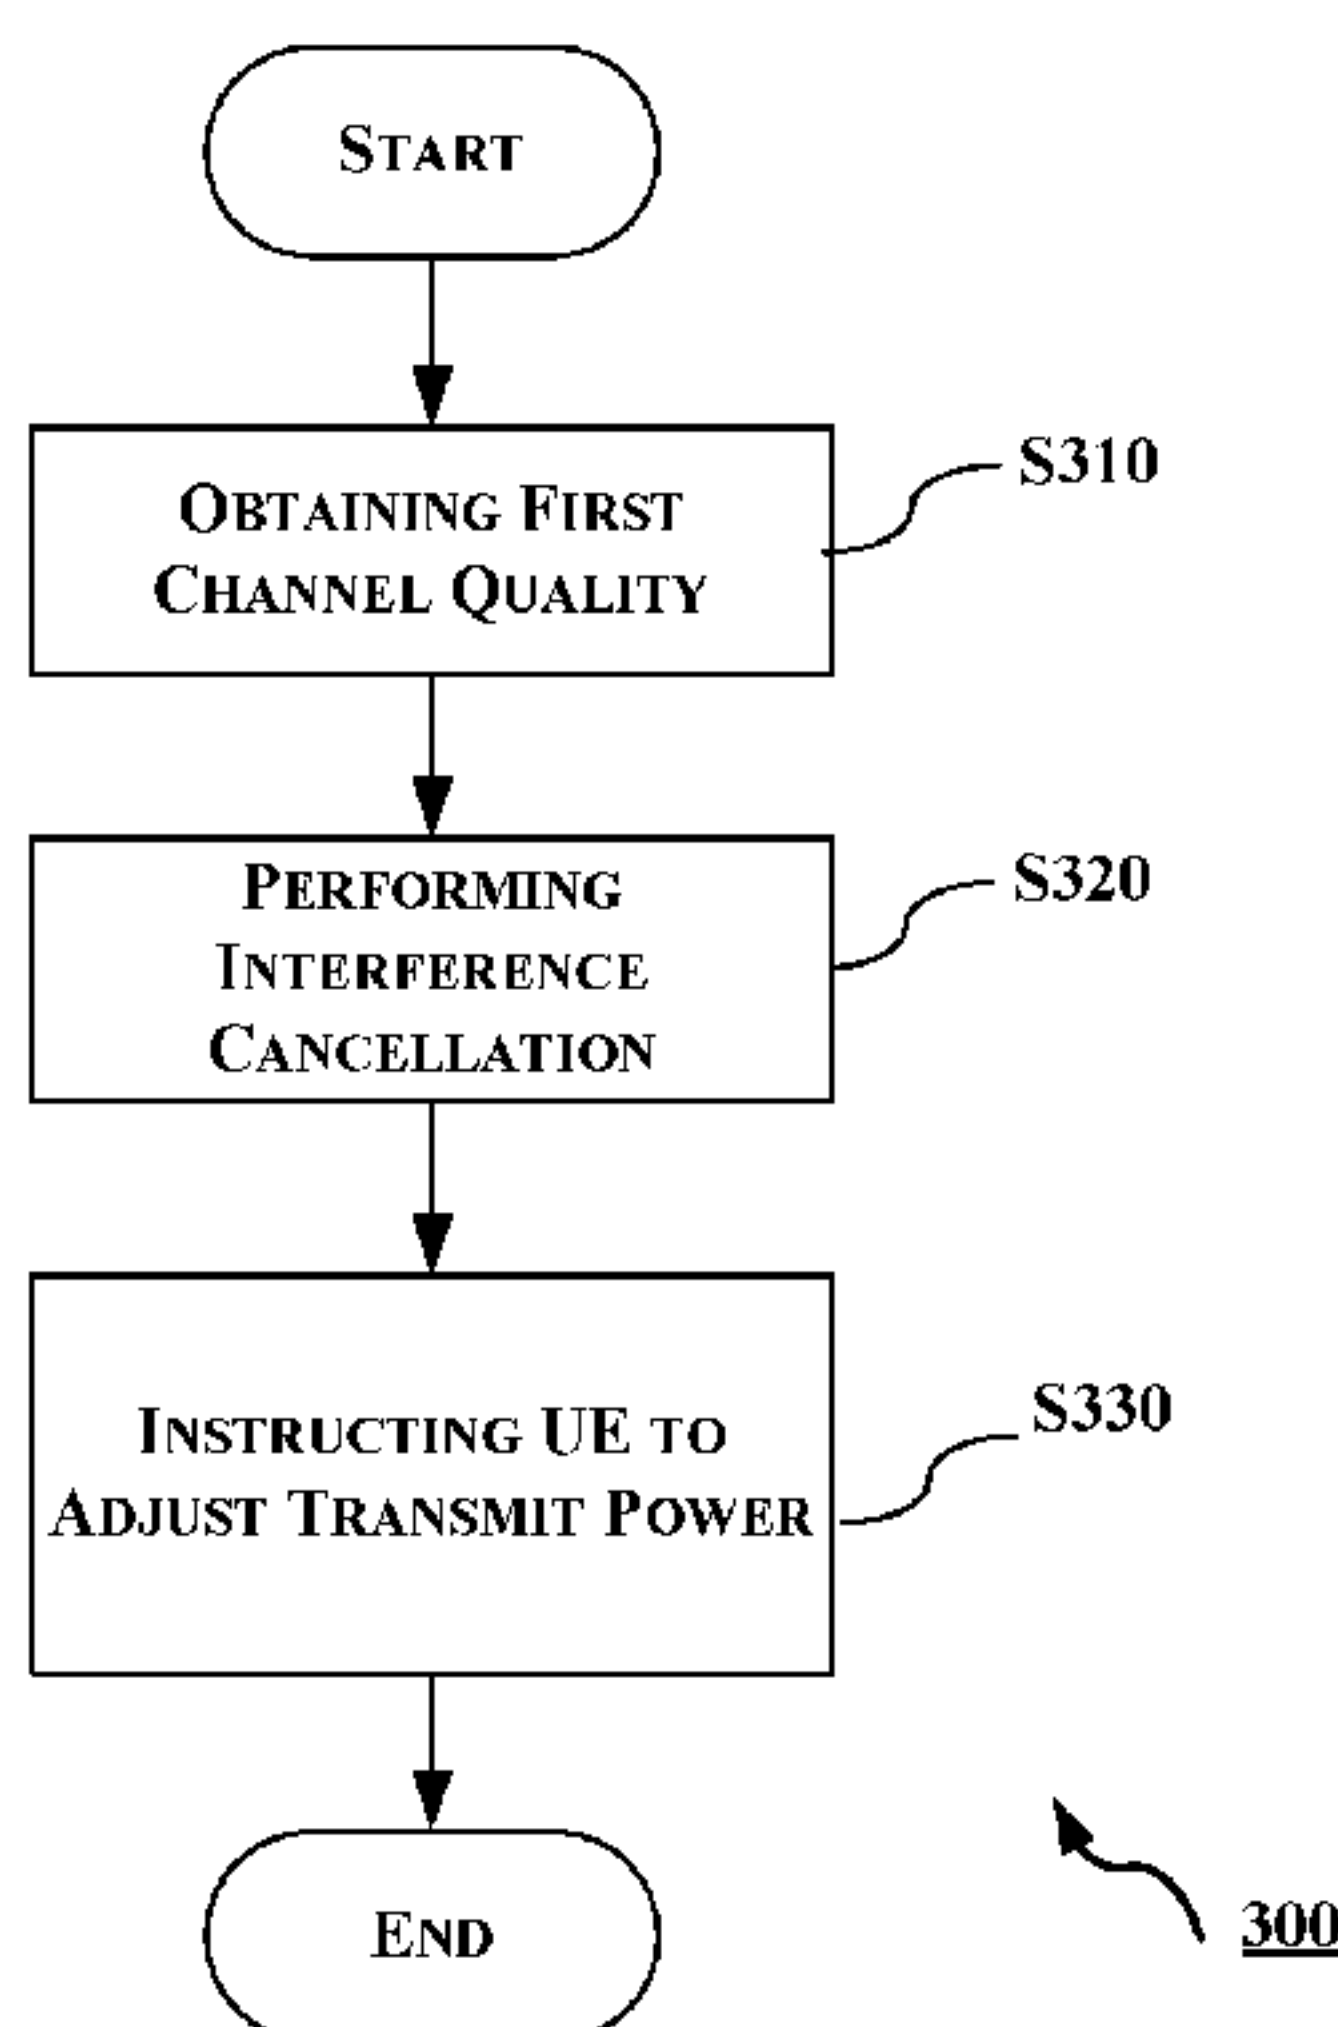 START
OBTAINING FIRST
CHANNEL QUALITY
S310
PERFORMING
INTERFERENCE
CANCELLATION
S320
INSTRUCTING UE TO
ADJUST TRANSMIT POWER
S330
END
300